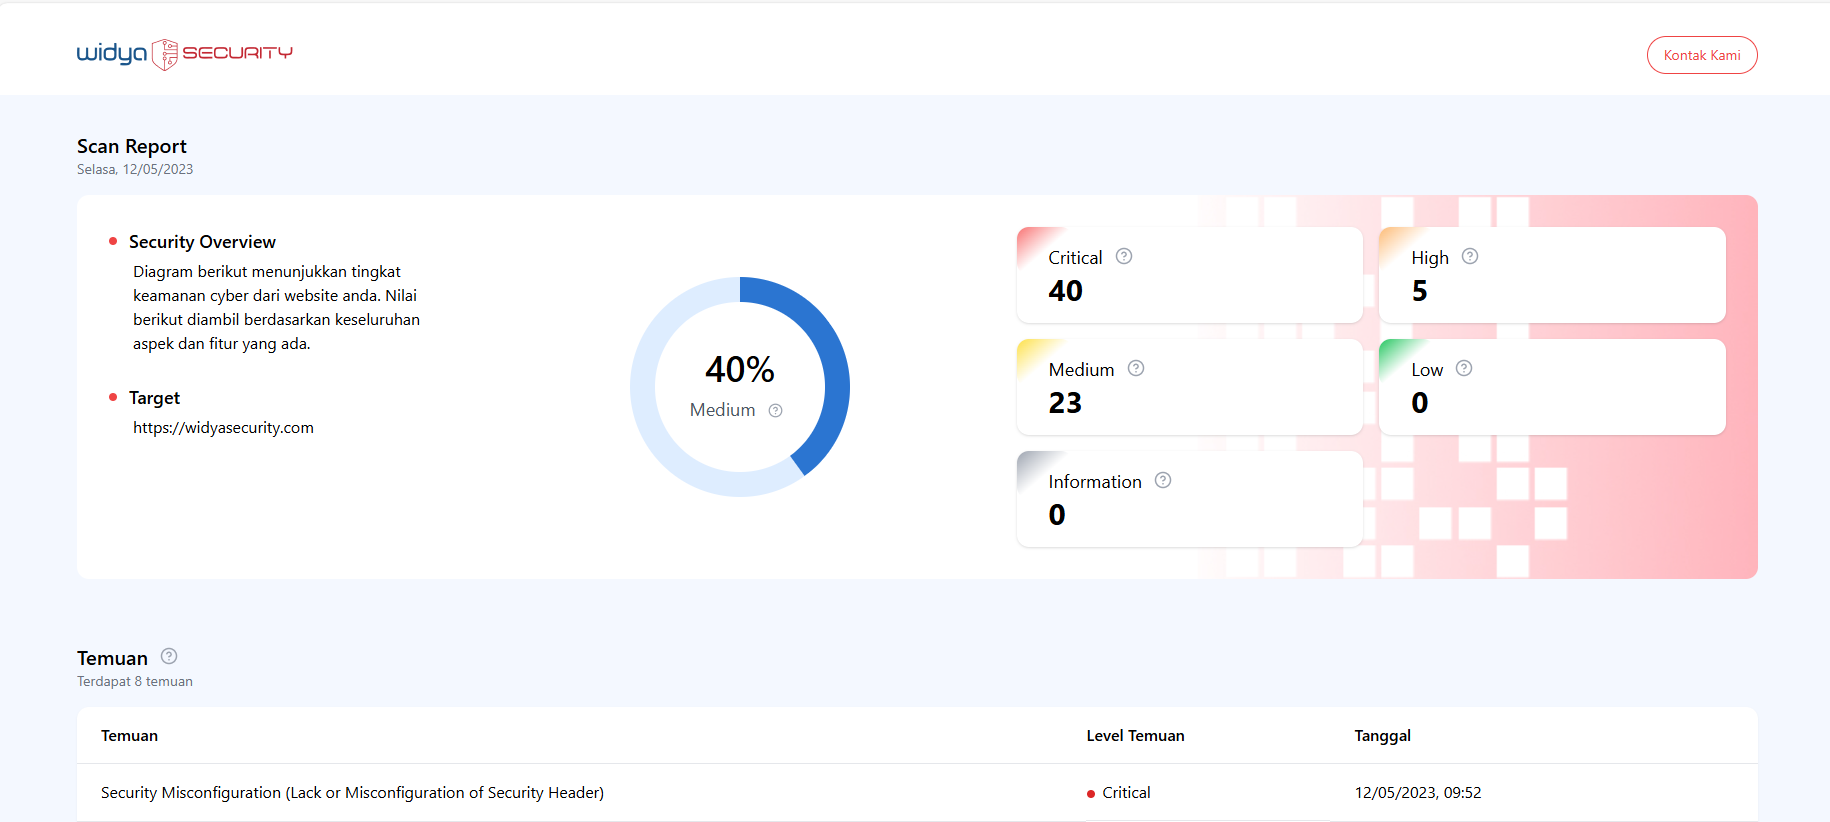 widya SECURITY
Kontak Kami
Scan Report
Selasa, 12/05/2023
Security Overview
Diagram berikut menunjukkan tingkat
keamanan cyber dari website anda. Nilai
berikut diambil berdasarkan keseluruhan
aspek dan fitur yang ada.
Target
https://widyasecurity.com
40%
Medium ?
Critical ?
40
High ?
5
Medium ?
23
Low ?
0
Information ?
0
Temuan ?
Terdapat 8 temuan
Temuan Level Temuan Tanggal
Security Misconfiguration (Lack or Misconfiguration of Security Header) Critical 12/05/2023, 09:52